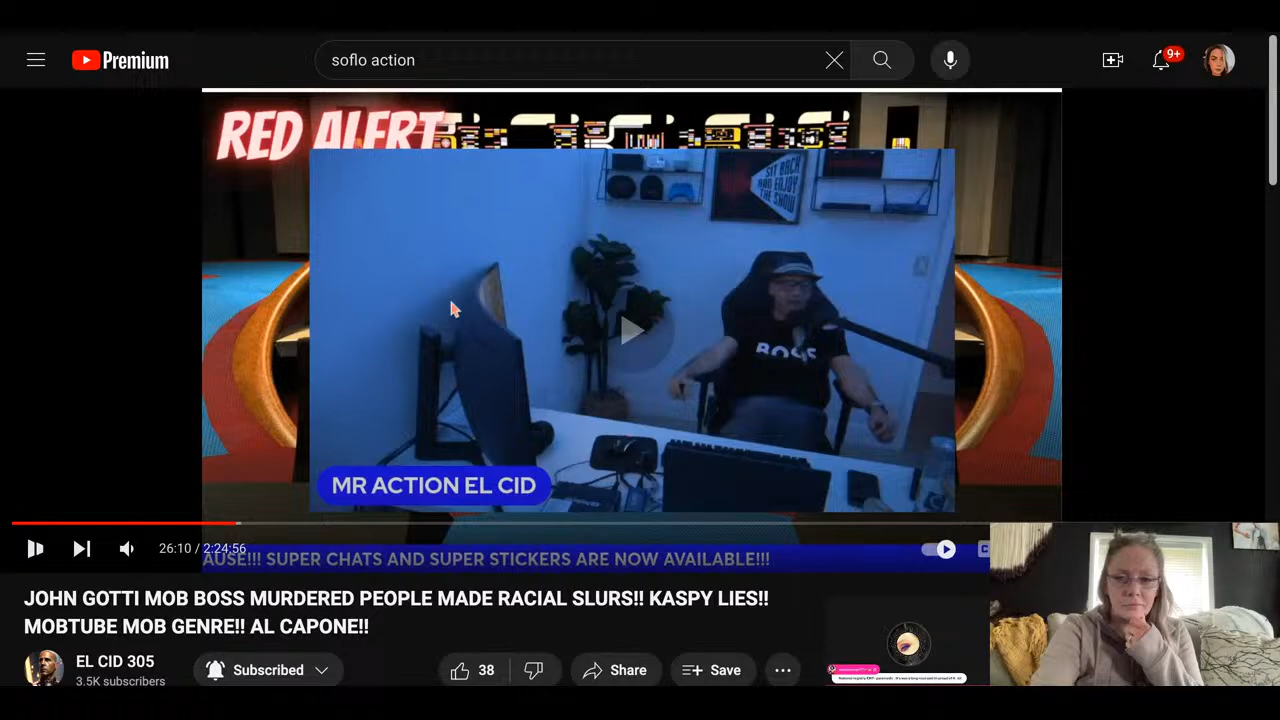 Premium
soflo action
9+
RED ALERT
SIT BACK
AND ENJOY
THE SHOW
BOSS
MR ACTION EL CID
26:10 / 2:24:56
AUSE!!! SUPER CHATS AND SUPER STICKERS ARE NOW AVAILABLE!!!
JOHN GOTTI MOB BOSS MURDERED PEOPLE MADE RACIAL SLURS!! KASPY LIES!!
MOBTUBE MOB GENRE!! AL CAPONE!!
EL CID 305
3.5K subscribers
Subscribed
38
Share
Save